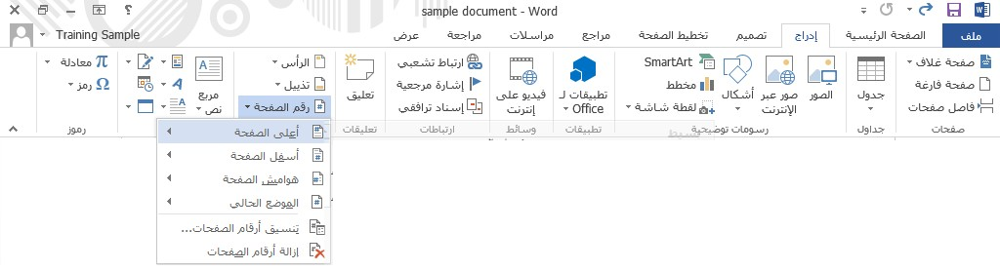 sample document - Word
Training Sample
ملف
إدراج
الصفحة الرئيسية
تصميم
تخطيط الصفحة
مراجع
مراسلات
مراجعة
عرض
صفحة غلاف
صفحة فارغة
فاصل صفحات
صفحات
جدول
جداول
الصور
صور عبر الإنترنت
أشكال
SmartArt
مخطط
لقطة شاشة
رسومات توضيحية
تطبيقات لـ Office
تطبيقات
فيديو على إنترنت
وسائط
ارتباط تشعبي
إشارة مرجعية
إسناد ترافقي
ارتباطات
تعليق
تعليقات
الرأس
تذييل
رقم الصفحة
مربع نص
معادلة
رمز
رموز
أعلى الصفحة
أسفل الصفحة
هوامش الصفحة
الموضع الحالي
تنسيق أرقام الصفحات...
إزالة أرقام الصفحات